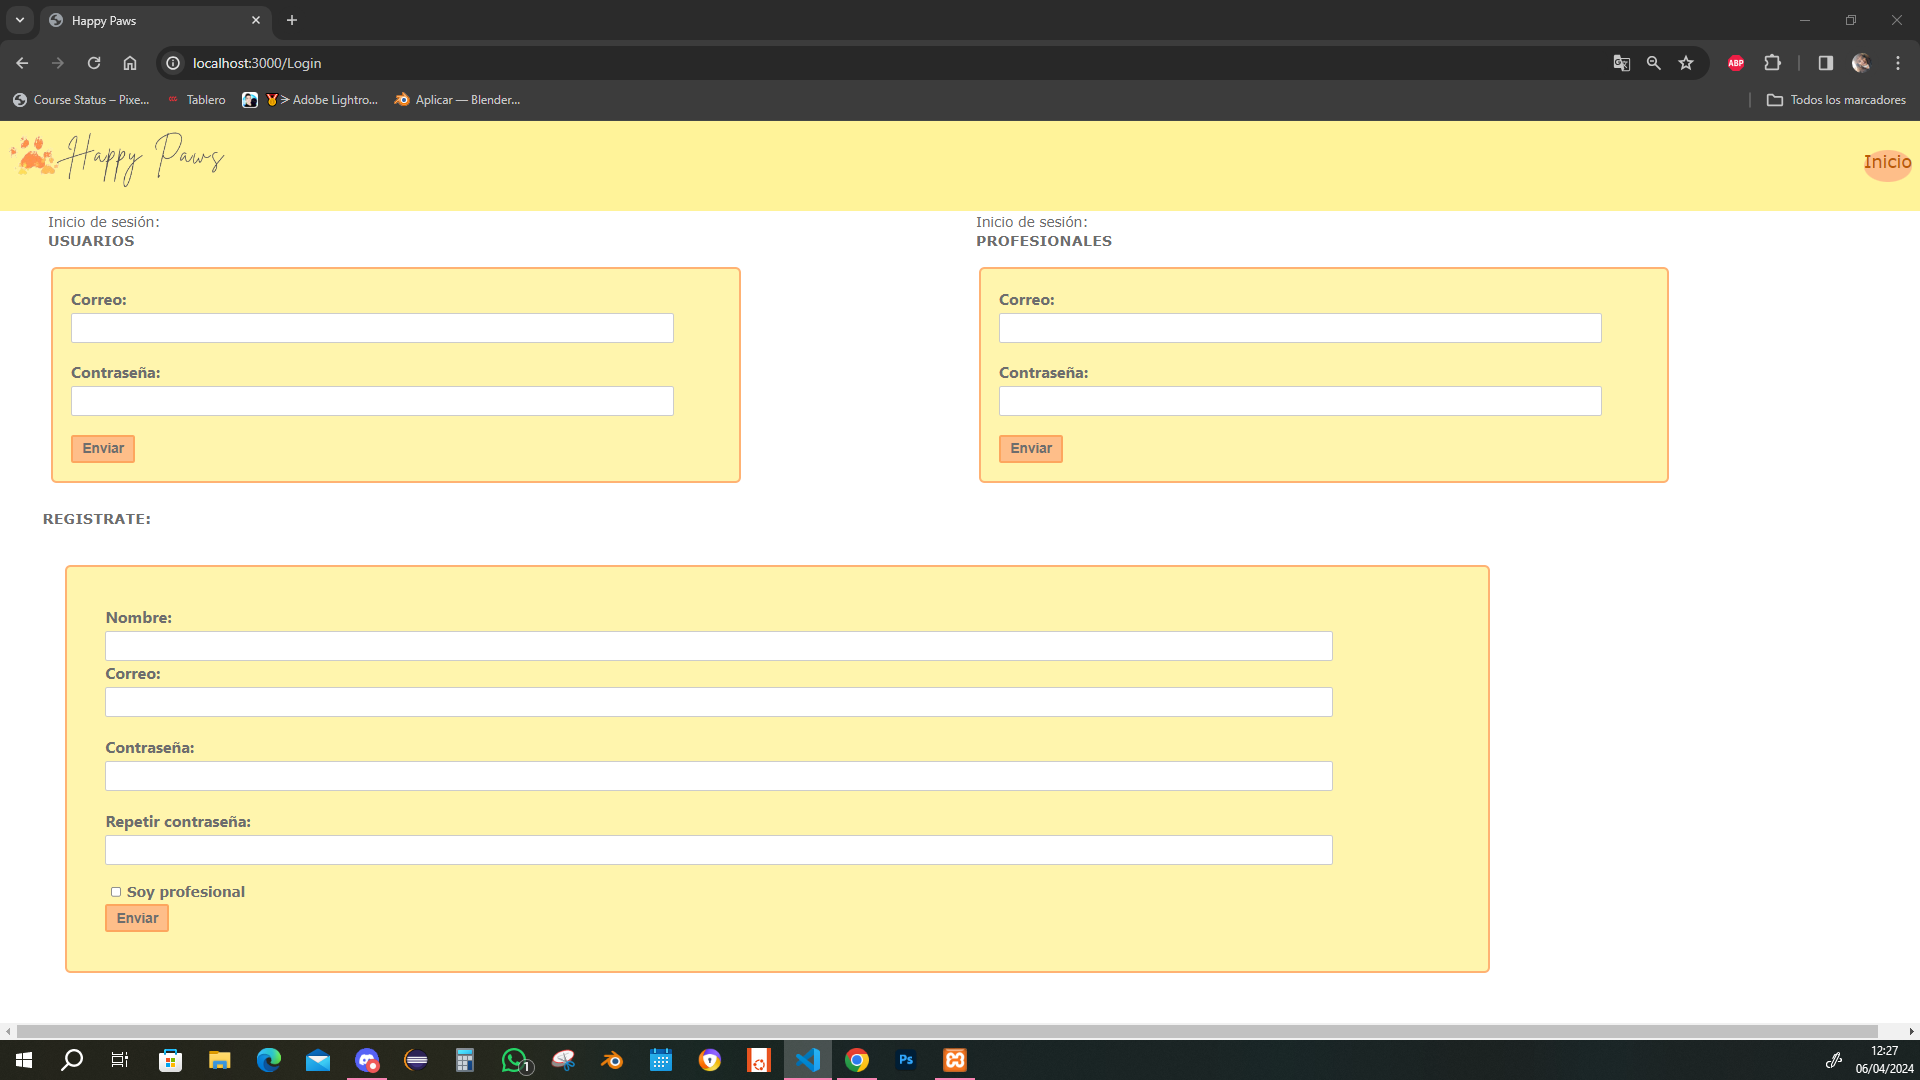 Happy Paws
localhost:3000/Login
Course Status – Pixe...
Tablero
> Adobe Lightro...
Aplicar — Blender...
Todos los marcadores
Happy Paws
Inicio
Inicio de sesión:
USUARIOS
Correo:
Contraseña:
Enviar
Inicio de sesión:
PROFESIONALES
Correo:
Contraseña:
Enviar
REGISTRATE:
Nombre:
Correo:
Contraseña:
Repetir contraseña:
Soy profesional
Enviar
ABP
1
Ps
12:27
06/04/2024